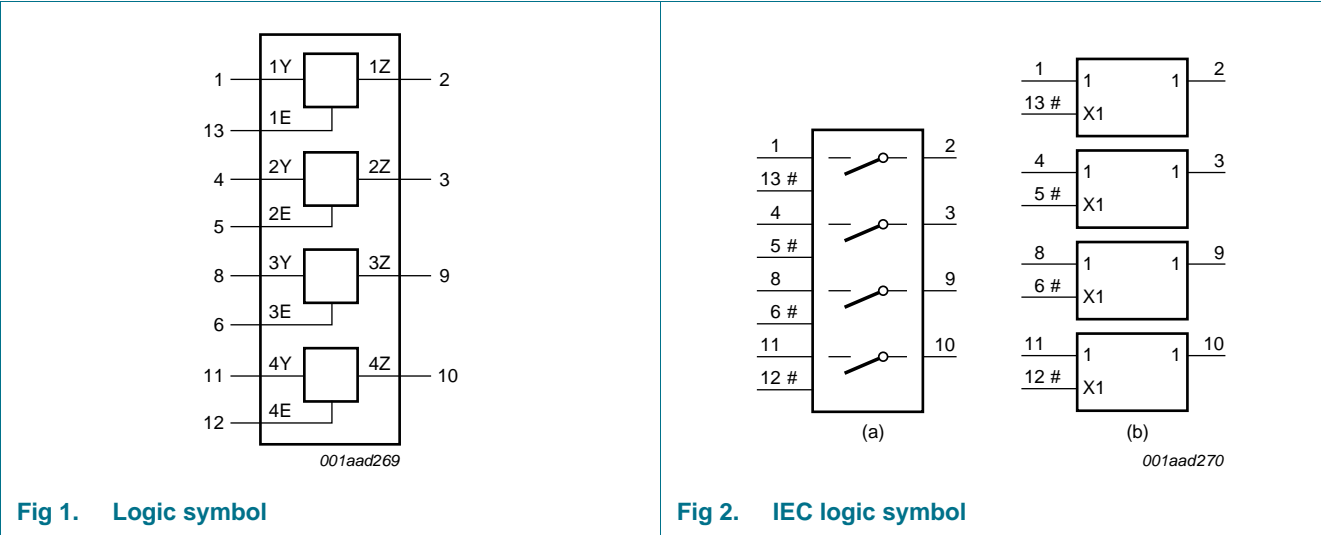 1Y 1Z
1 2
1E
13
2Y 2Z
4 3
2E
5
3Y 3Z
8 9
3E
6
4Y 4Z
11 10
4E
12
001aad269
Fig 1. Logic symbol
1 2
13 #
4 3
5 #
8 9
6 #
11 10
12 #
(a)
1 2
1 1
13 #
X1
4 3
1 1
5 #
X1
8 9
1 1
6 #
X1
11 10
1 1
12 #
X1
(b)
001aad270
Fig 2. IEC logic symbol